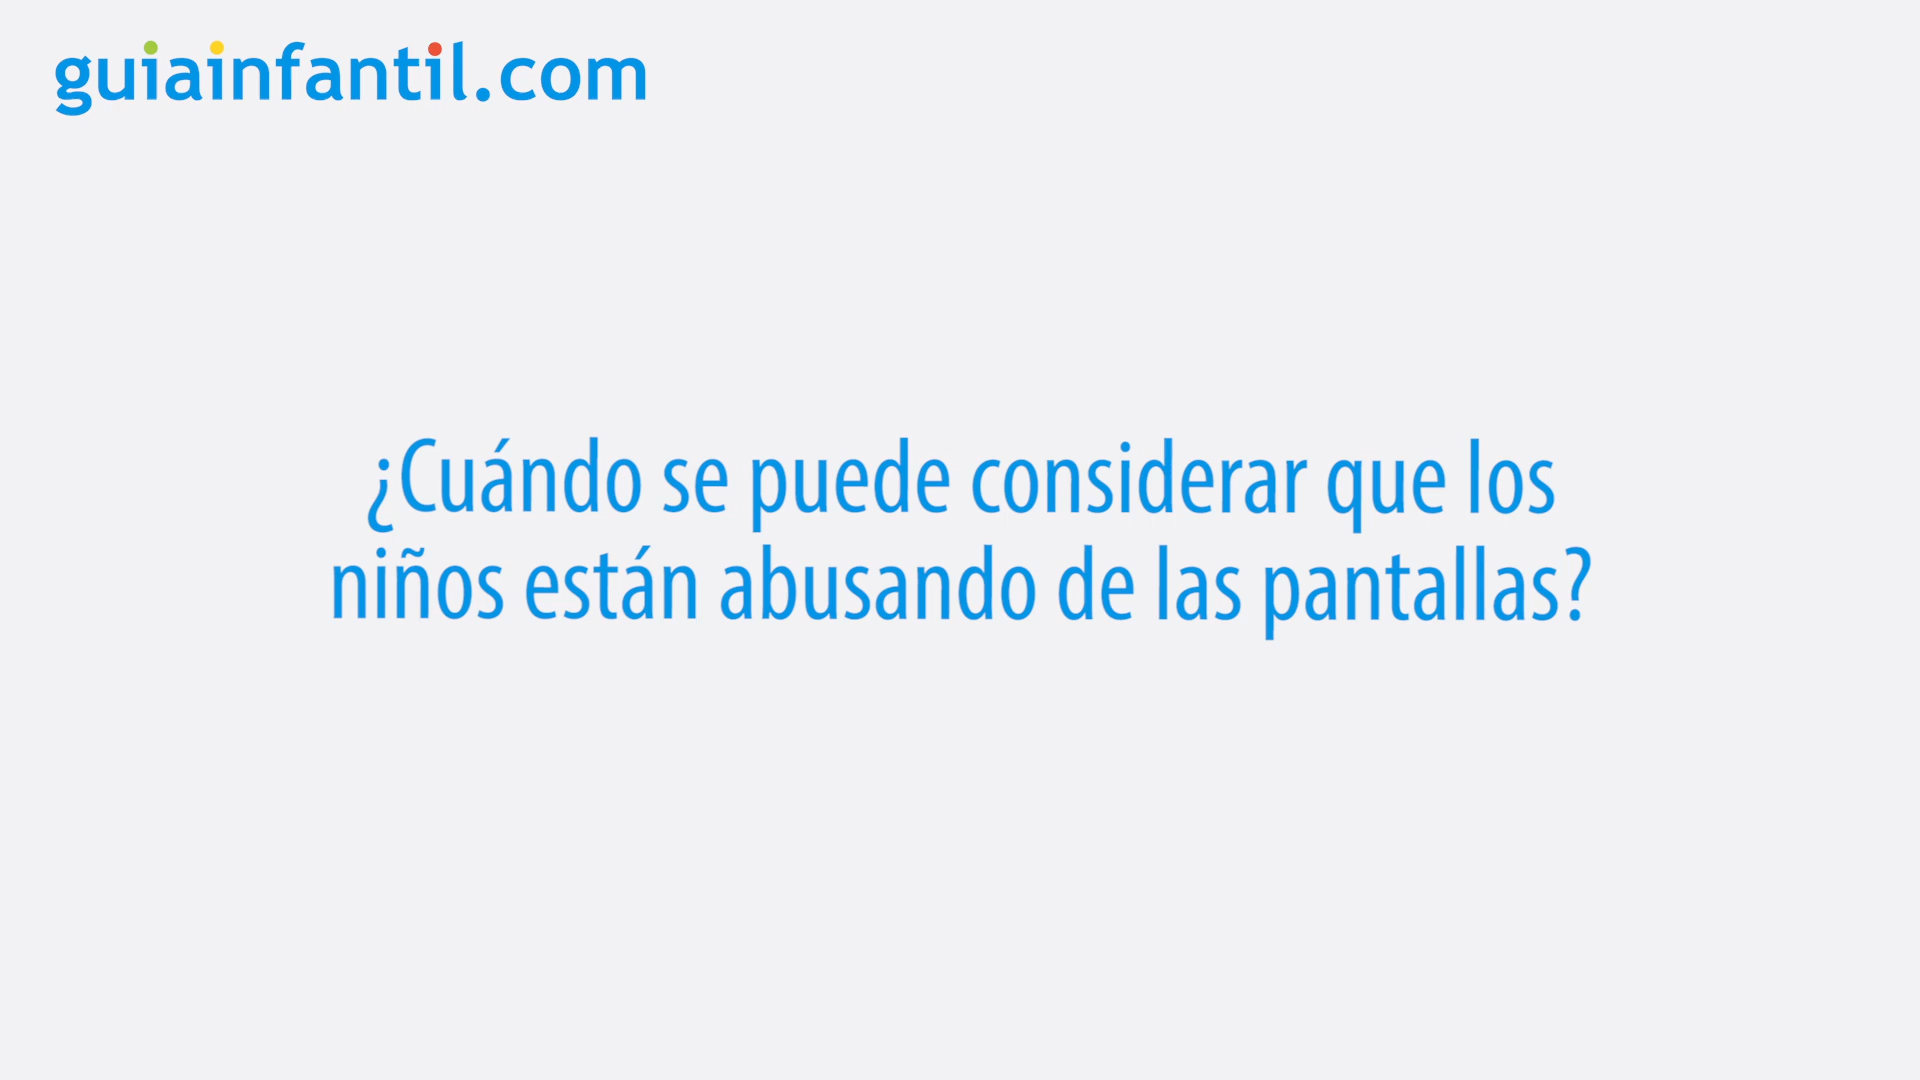 guiainfantil.com
¿Cuándo se puede considerar que los
niños están abusando de las pantallas?